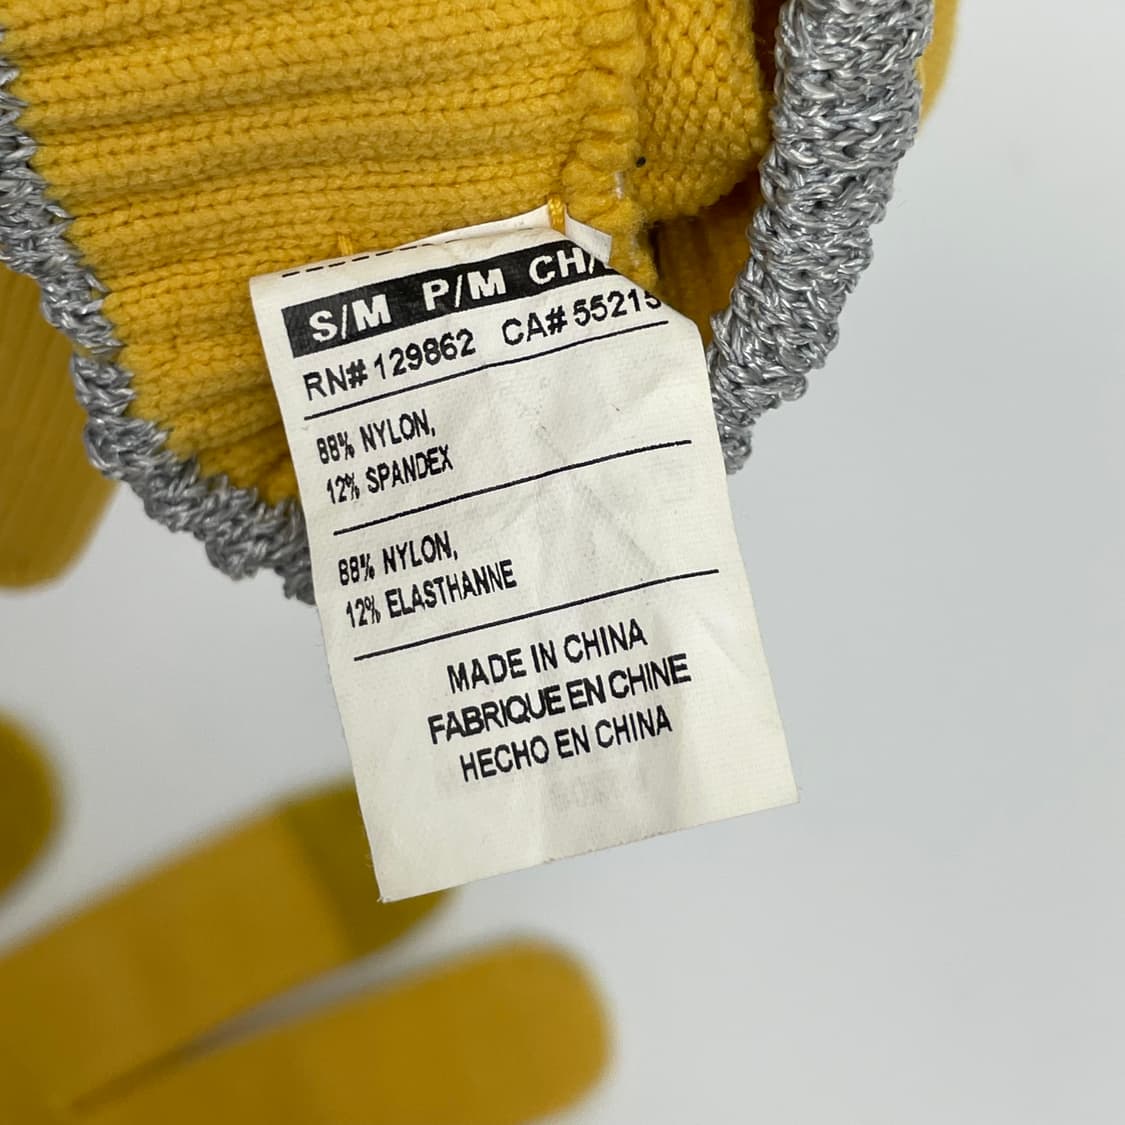 S/M P/M CH/
RN# 129862 CA# 55215
88% NYLON,
12% SPANDEX
88% NYLON,
12% ELASTHANNE
MADE IN CHINA
FABRIQUE EN CHINE
HECHO EN CHINA